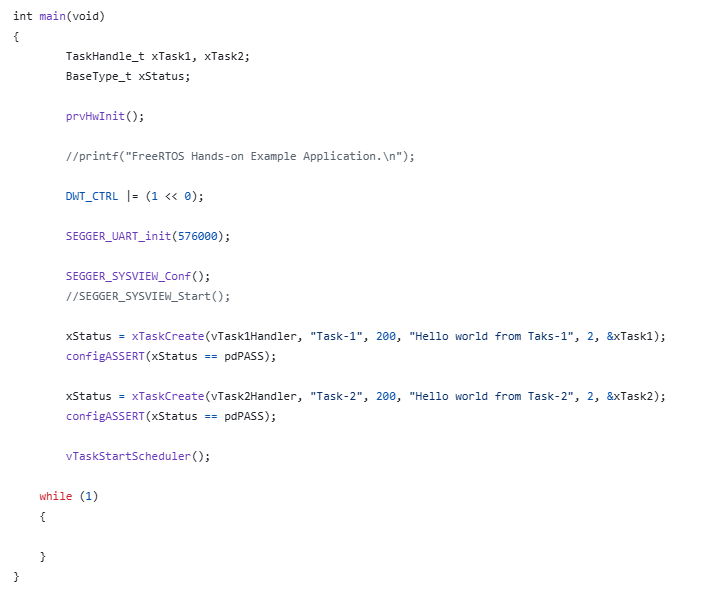 int main(void)
{
        TaskHandle_t xTask1, xTask2;
        BaseType_t xStatus;

        prvHwInit();

        //printf("FreeRTOS Hands-on Example Application.\n");

        DWT_CTRL |= (1 << 0);

        SEGGER_UART_init(576000);

        SEGGER_SYSVIEW_Conf();
        //SEGGER_SYSVIEW_Start();

        xStatus = xTaskCreate(vTask1Handler, "Task-1", 200, "Hello world from Taks-1", 2, &xTask1);
        configASSERT(xStatus == pdPASS);

        xStatus = xTaskCreate(vTask2Handler, "Task-2", 200, "Hello world from Task-2", 2, &xTask2);
        configASSERT(xStatus == pdPASS);

        vTaskStartScheduler();

    while (1)
    {

    }
}